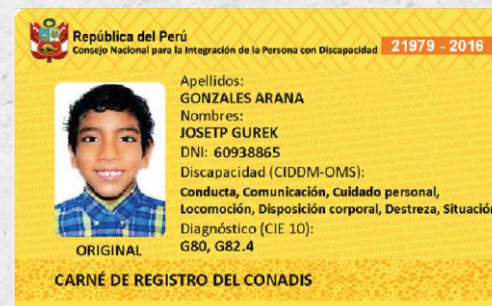 República del Perú
Consejo Nacional para la Integración de la Persona con Discapacidad 21979 - 2016
Apellidos:
GONZALES ARANA
Nombres:
JOSETP GUREK
DNI: 60938865
Discapacidad (CIDDM-OMS):
Conducta, Comunicación, Cuidado personal,
Locomoción, Disposición corporal, Destreza, Situación
Diagnóstico (CIE 10):
G80, G82.4
ORIGINAL
CARNÉ DE REGISTRO DEL CONADIS